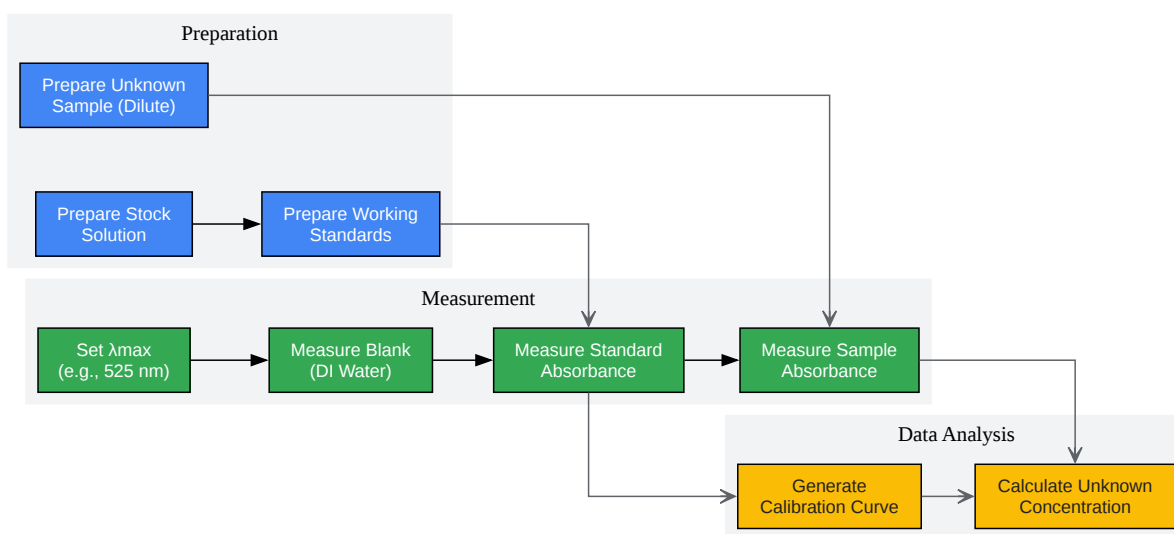 Preparation
Prepare Unknown
Sample (Dilute)
Prepare Stock
Solution
Prepare Working
Standards
Measurement
Set λmax
(e.g., 525 nm)
Measure Blank
(DI Water)
Measure Standard
Absorbance
Measure Sample
Absorbance
Data Analysis
Generate
Calibration Curve
Calculate Unknown
Concentration